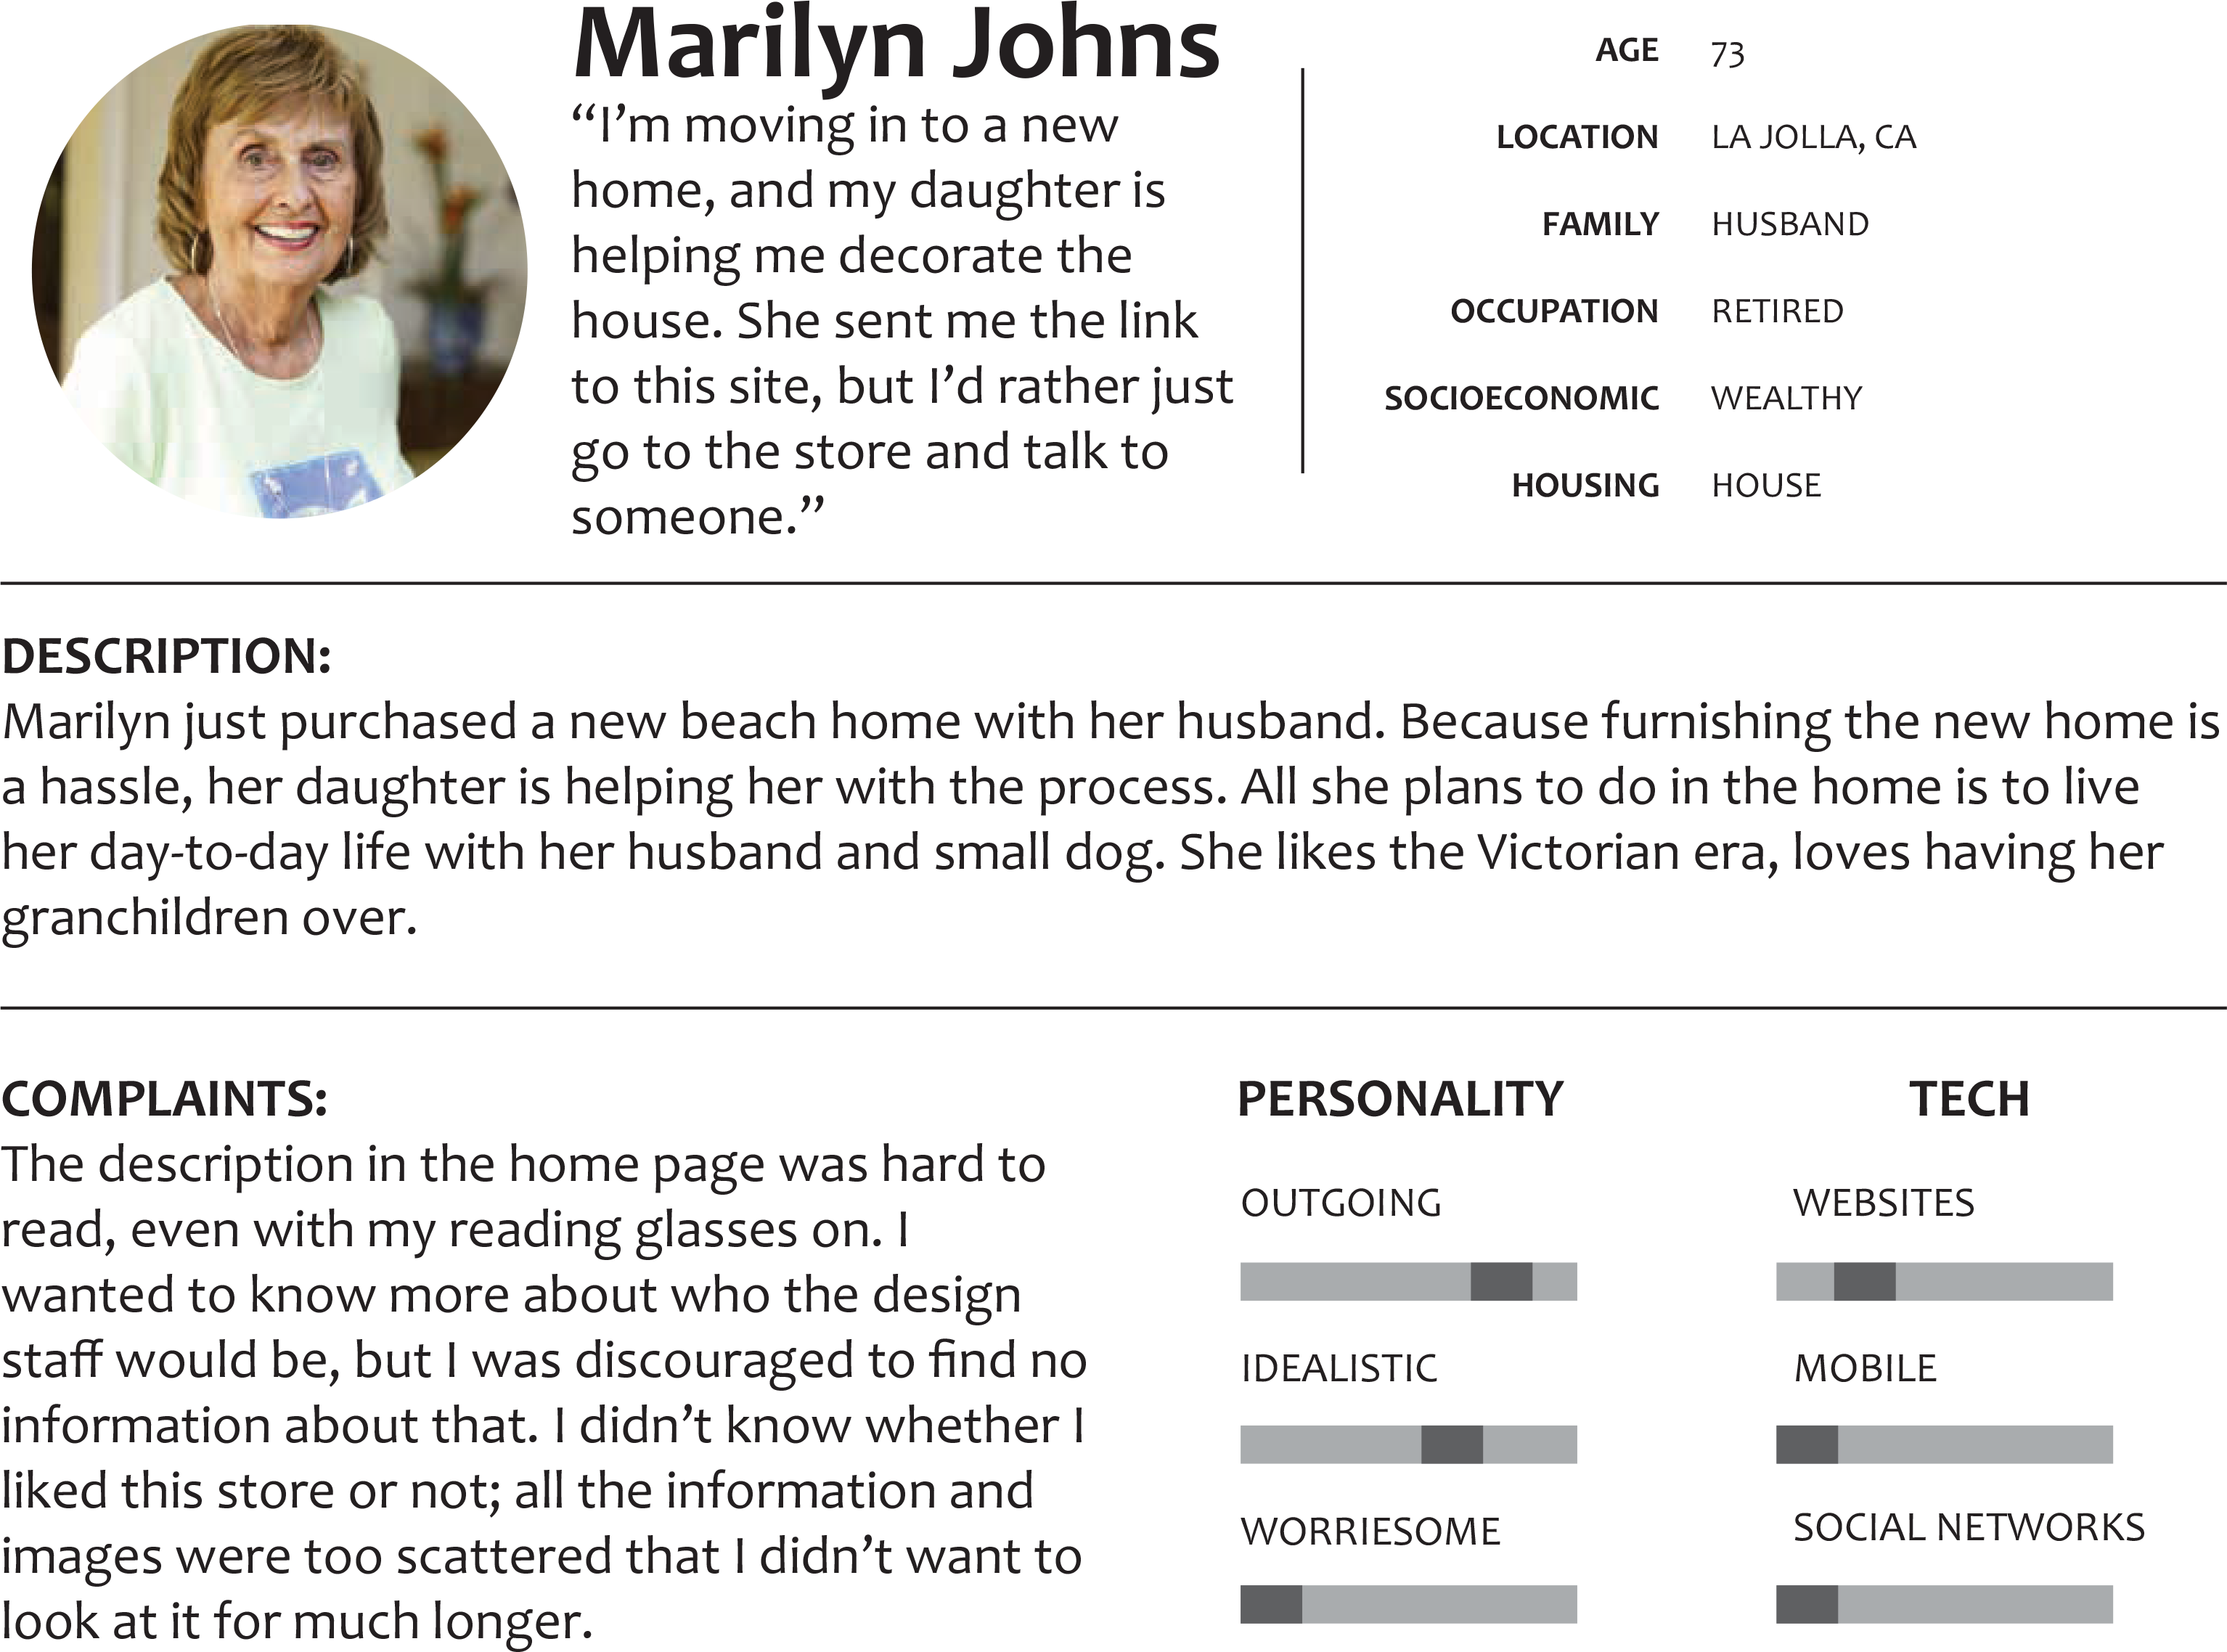 Marilyn Johns
“I’m moving in to a new
home, and my daughter is
helping me decorate the
house. She sent me the link
to this site, but I’d rather just
go to the store and talk to
someone.”
AGE 73
LOCATION LA JOLLA, CA
FAMILY HUSBAND
OCCUPATION RETIRED
SOCIOECONOMIC WEALTHY
HOUSING HOUSE
DESCRIPTION:
Marilyn just purchased a new beach home with her husband. Because furnishing the new home is
a hassle, her daughter is helping her with the process. All she plans to do in the home is to live
her day-to-day life with her husband and small dog. She likes the Victorian era, loves having her
granchildren over.
COMPLAINTS:
The description in the home page was hard to
read, even with my reading glasses on. I
wanted to know more about who the design
staff would be, but I was discouraged to find no
information about that. I didn’t know whether I
liked this store or not; all the information and
images were too scattered that I didn’t want to
look at it for much longer.
PERSONALITY
OUTGOING
IDEALISTIC
WORRIESOME
TECH
WEBSITES
MOBILE
SOCIAL NETWORKS